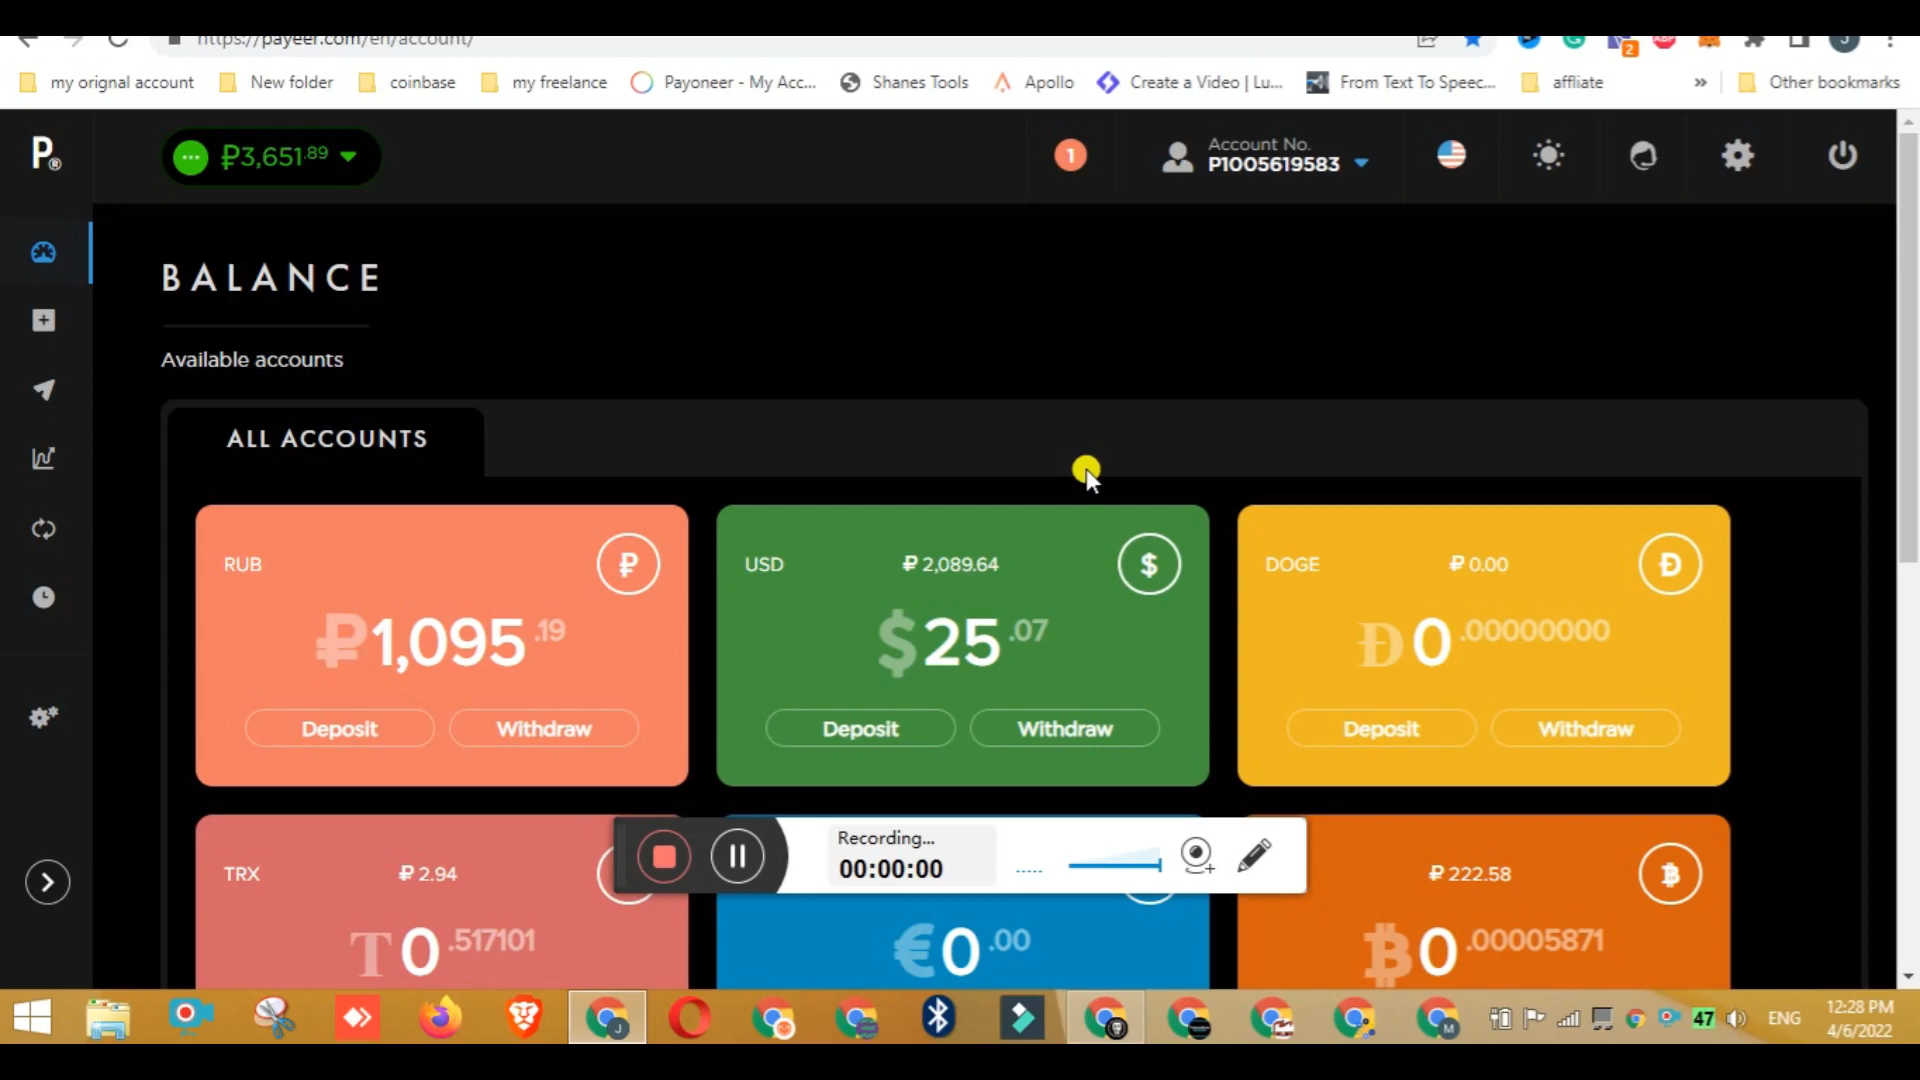 https://payeer.com/en/account/
2
my orignal account
New folder
coinbase
my freelance
Payoneer - My Acc...
Shanes Tools
Apollo
Create a Video | Lu...
From Text To Speec...
affliate
»
Other bookmarks
P®
₽3,651.89
1
Account No.
P1005619583
BALANCE
Available accounts
ALL ACCOUNTS
RUB
₽
₽1,095.19
Deposit
Withdraw
USD
₽ 2,089.64
$
$25.07
Deposit
Withdraw
DOGE
₽ 0.00
Ð
Ð0.00000000
Deposit
Withdraw
TRX
₽ 2.94
T0.517101
€0.00
₽ 222.58
₿
₿0.00005871
Recording...
00:00:00
47
ENG
12:28 PM
4/6/2022